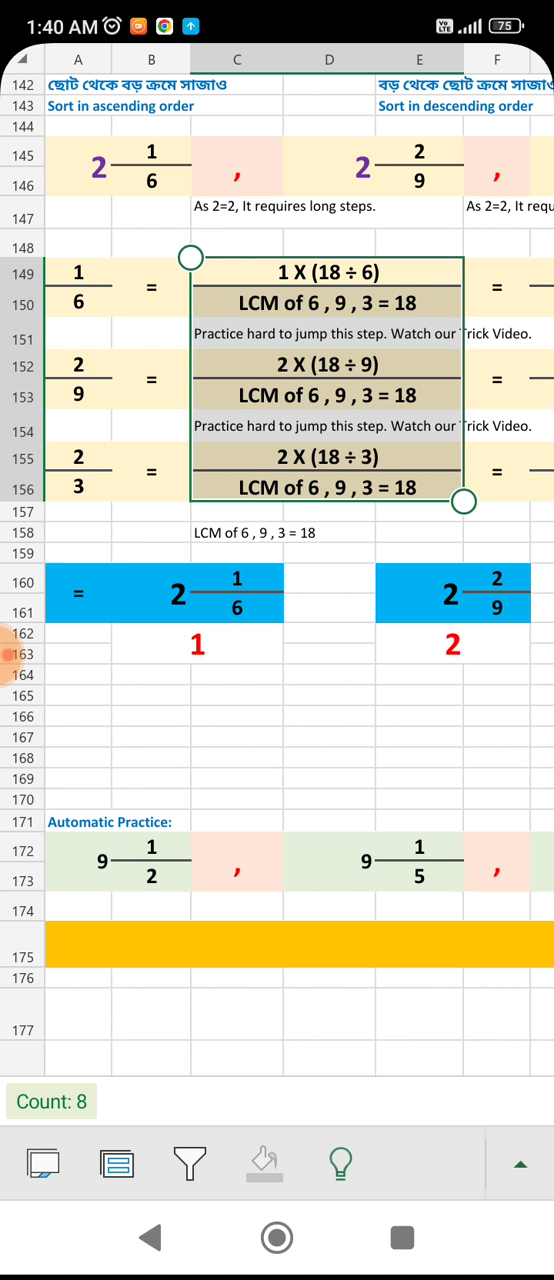 1:40 AM
Vo LTE 75
A B C D E F
142 ছোট থেকে বড় ক্রমে সাজাও বড় থেকে ছোট ক্রমে সাজাও
143 Sort in ascending order Sort in descending order
144
145 2 1 2 2
146 6 , 9 ,
147 As 2=2, It requires long steps. As 2=2, It requ
148
149 1 = 1 X (18 ÷ 6) =
150 6 LCM of 6 , 9 , 3 = 18
151 Practice hard to jump this step. Watch our Trick Video.
152 2 = 2 X (18 ÷ 9) =
153 9 LCM of 6 , 9 , 3 = 18
154 Practice hard to jump this step. Watch our Trick Video.
155 2 = 2 X (18 ÷ 3) =
156 3 LCM of 6 , 9 , 3 = 18
157
158 LCM of 6 , 9 , 3 = 18
159
160 = 2 1 2 2
161 6 9
162
163 1 2
164
165
166
167
168
169
170
171 Automatic Practice:
172 9 1 9 1
173 2 , 5 ,
174
175
176
177
Count: 8